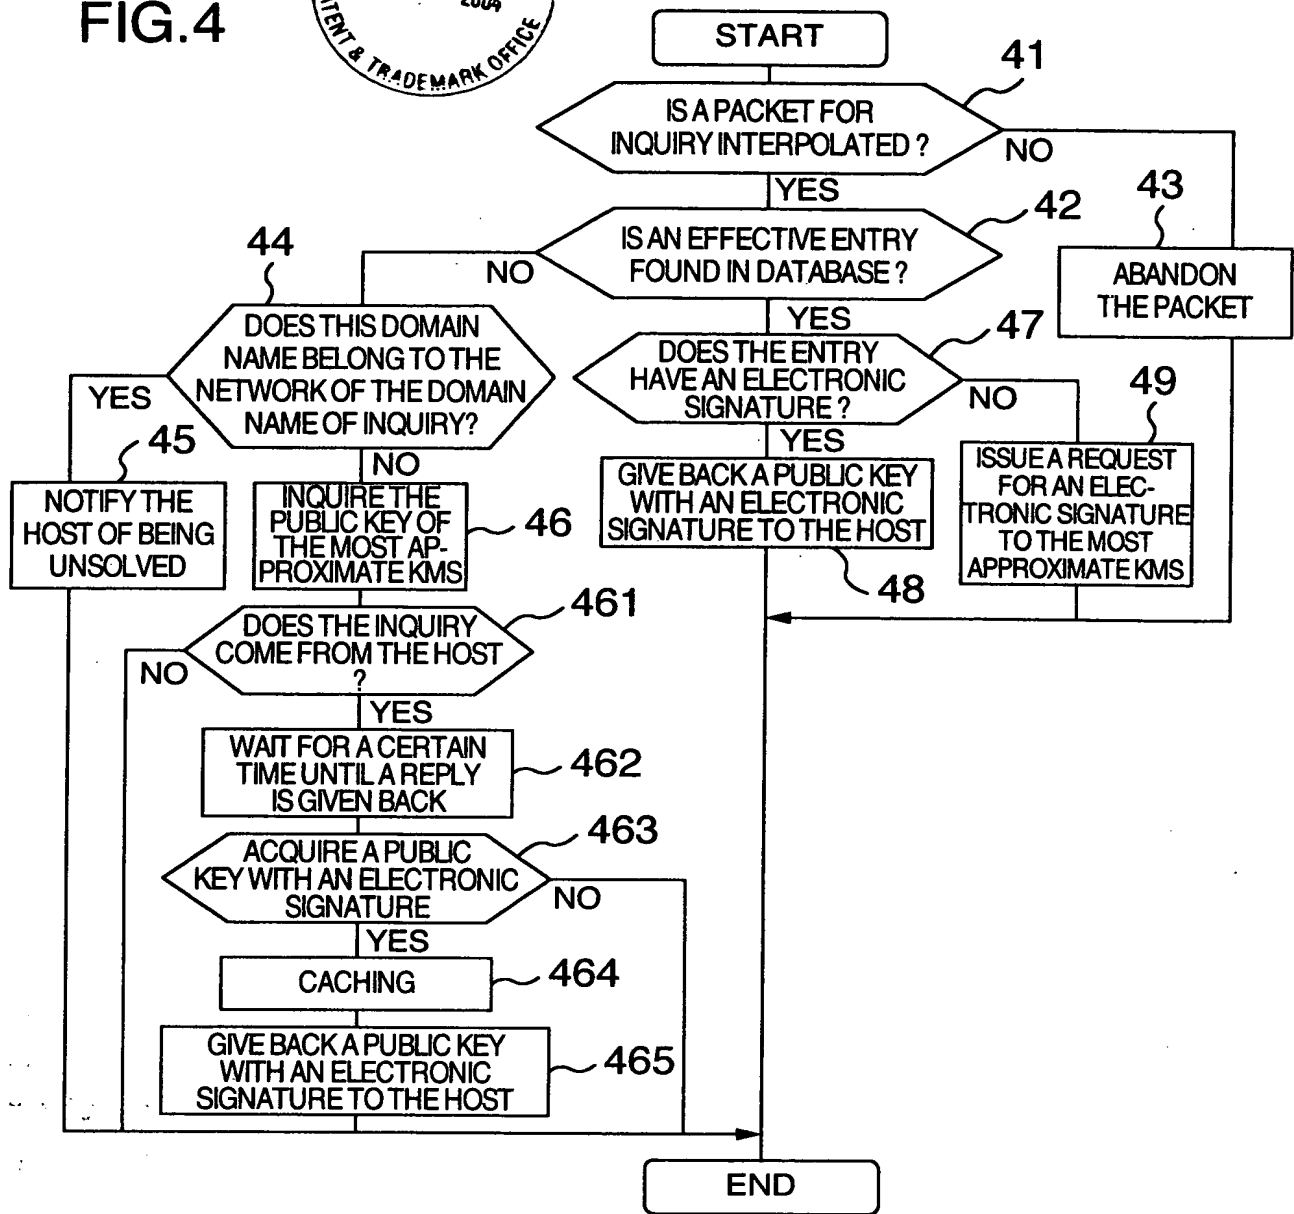 FIG.4
2004
TENT & TRADEMARK OFFICE
START
41
IS A PACKET FOR
INQUIRY INTERPOLATED ?
NO
YES
43
42
IS AN EFFECTIVE ENTRY
FOUND IN DATABASE ?
NO
YES
ABANDON
THE PACKET
44
DOES THIS DOMAIN
NAME BELONG TO THE
NETWORK OF THE DOMAIN
NAME OF INQUIRY?
YES
NO
47
DOES THE ENTRY
HAVE AN ELECTRONIC
SIGNATURE ?
NO
YES
49
ISSUE A REQUEST
FOR AN ELEC-
TRONIC SIGNATURE
TO THE MOST
APPROXIMATE KMS
45
NOTIFY THE
HOST OF BEING
UNSOLVED
INQUIRE THE
PUBLIC KEY OF
THE MOST AP-
PROXIMATE KMS
46
GIVE BACK A PUBLIC KEY
WITH AN ELECTRONIC
SIGNATURE TO THE HOST
48
461
DOES THE INQUIRY
COME FROM THE HOST
?
NO
YES
WAIT FOR A CERTAIN
TIME UNTIL A REPLY
IS GIVEN BACK
462
463
ACQUIRE A PUBLIC
KEY WITH AN ELECTRONIC
SIGNATURE
NO
YES
CACHING
464
GIVE BACK A PUBLIC KEY
WITH AN ELECTRONIC
SIGNATURE TO THE HOST
465
END